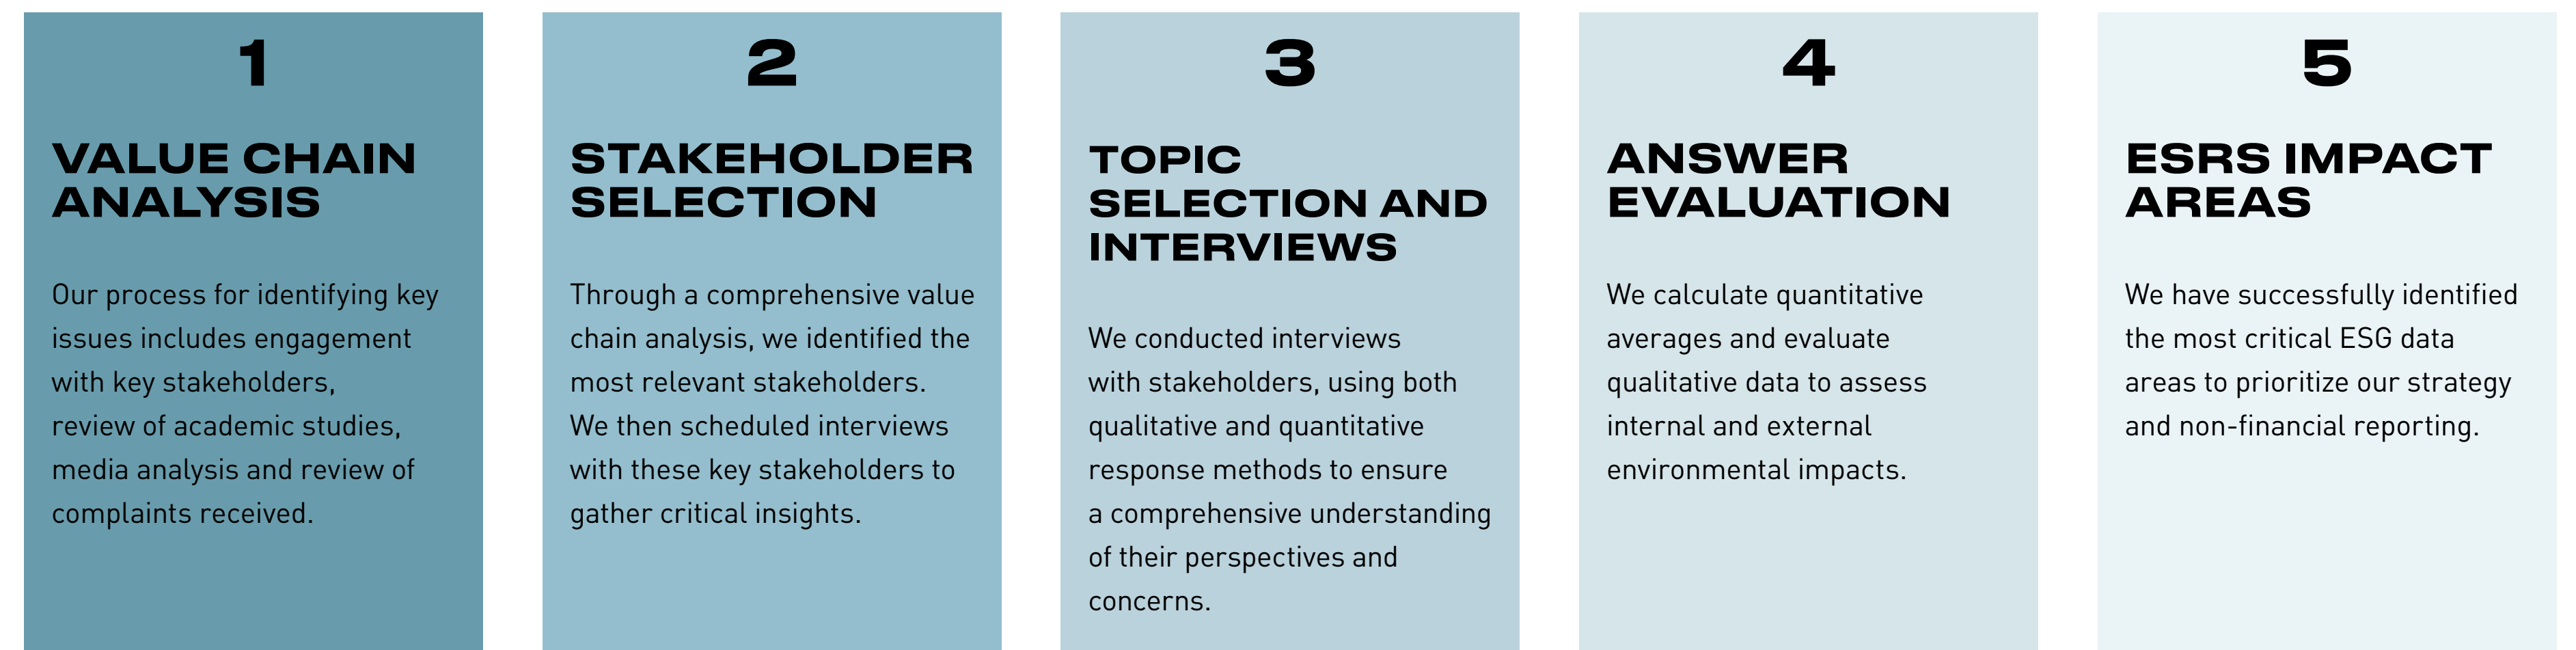 1
VALUE CHAIN
ANALYSIS
Our process for identifying key
issues includes engagement
with key stakeholders,
review of academic studies,
media analysis and review of
complaints received.
2
STAKEHOLDER
SELECTION
Through a comprehensive value
chain analysis, we identified the
most relevant stakeholders.
We then scheduled interviews
with these key stakeholders to
gather critical insights.
3
TOPIC
SELECTION AND
INTERVIEWS
We conducted interviews
with stakeholders, using both
qualitative and quantitative
response methods to ensure
a comprehensive understanding
of their perspectives and
concerns.
4
ANSWER
EVALUATION
We calculate quantitative
averages and evaluate
qualitative data to assess
internal and external
environmental impacts.
5
ESRS IMPACT
AREAS
We have successfully identified
the most critical ESG data
areas to prioritize our strategy
and non-financial reporting.